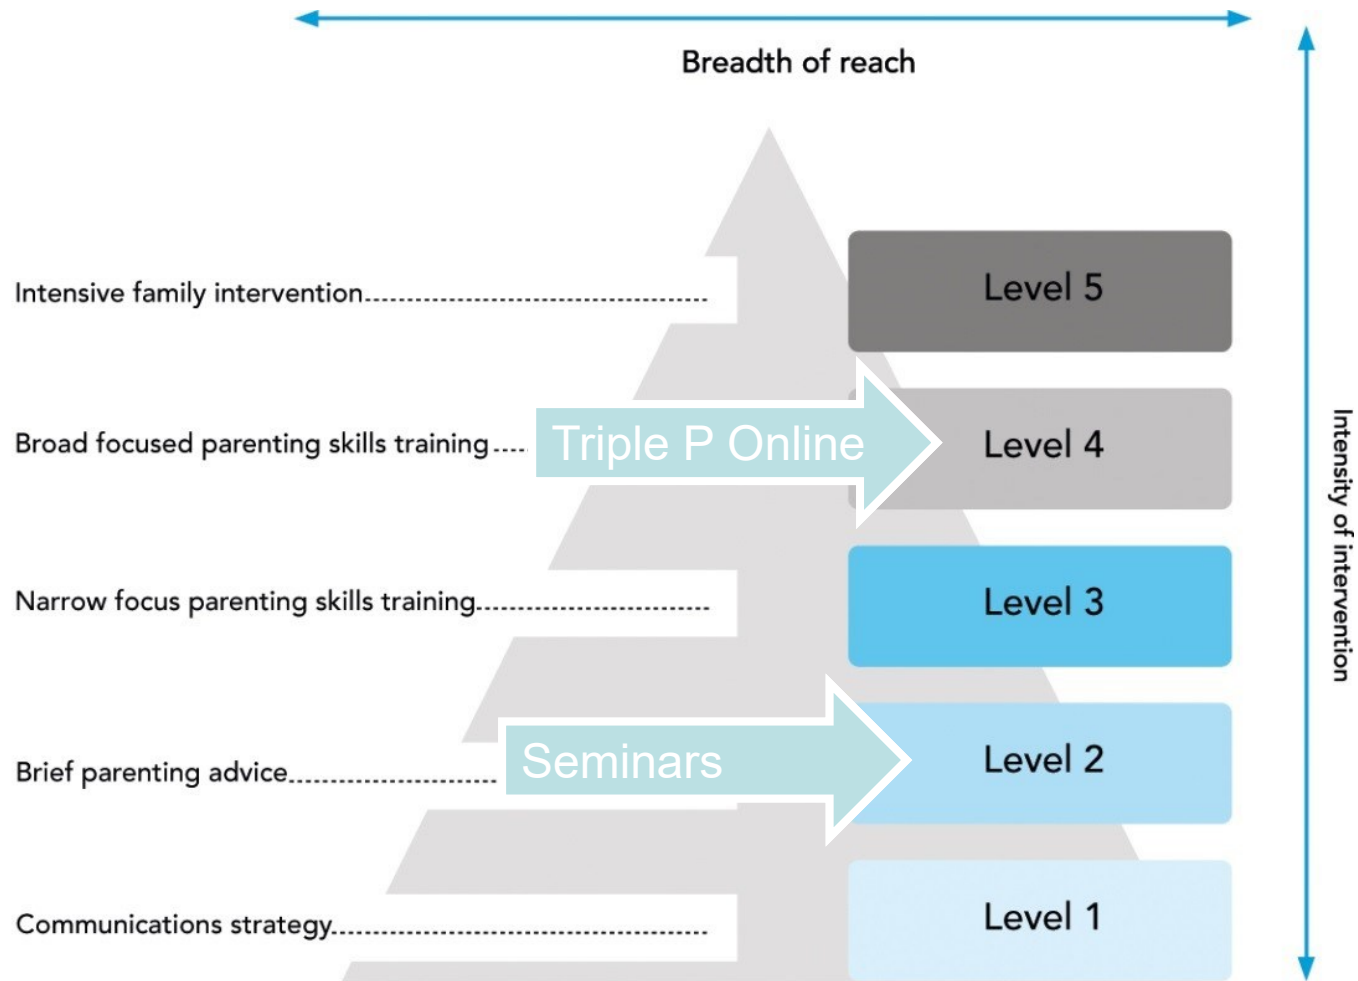 Breadth of reach
Intensive family intervention
Level 5
Broad focused parenting skills training
Triple P Online
Level 4
Intensity of intervention
Narrow focus parenting skills training
Level 3
Brief parenting advice
Seminars
Level 2
Communications strategy
Level 1